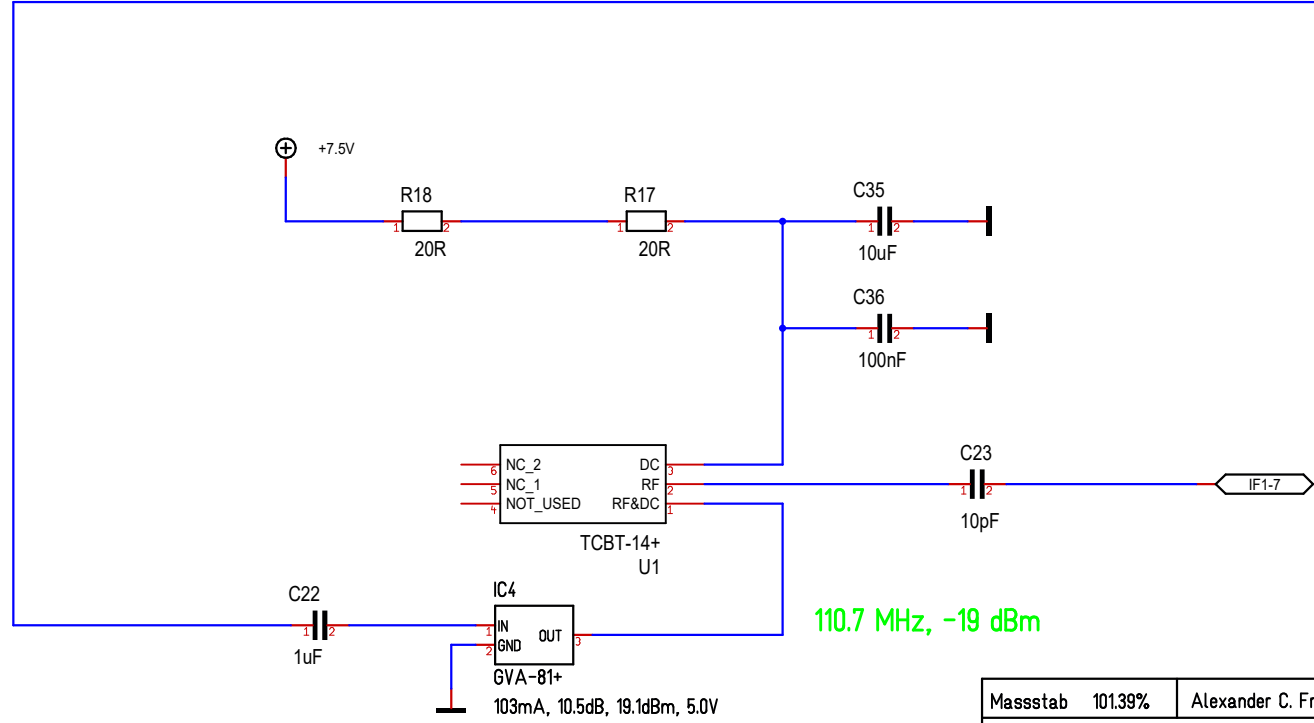 +7.5V
R18
1 2
20R
R17
1 2
20R
C35
1 2
10uF
C36
1 2
100nF
NC_2 DC
6 3
NC_1 RF
5 2
NOT_USED RF&DC
4 1
TCBT-14+
U1
C23
1 2
10pF
IF1-7
C22
1 2
1uF
IC4
IN
1
GND
2
OUT
3
GVA-81+
103mA, 10.5dB, 19.1dBm, 5.0V
110.7 MHz, -19 dBm
Massstab 101.39% Alexander C. Fr